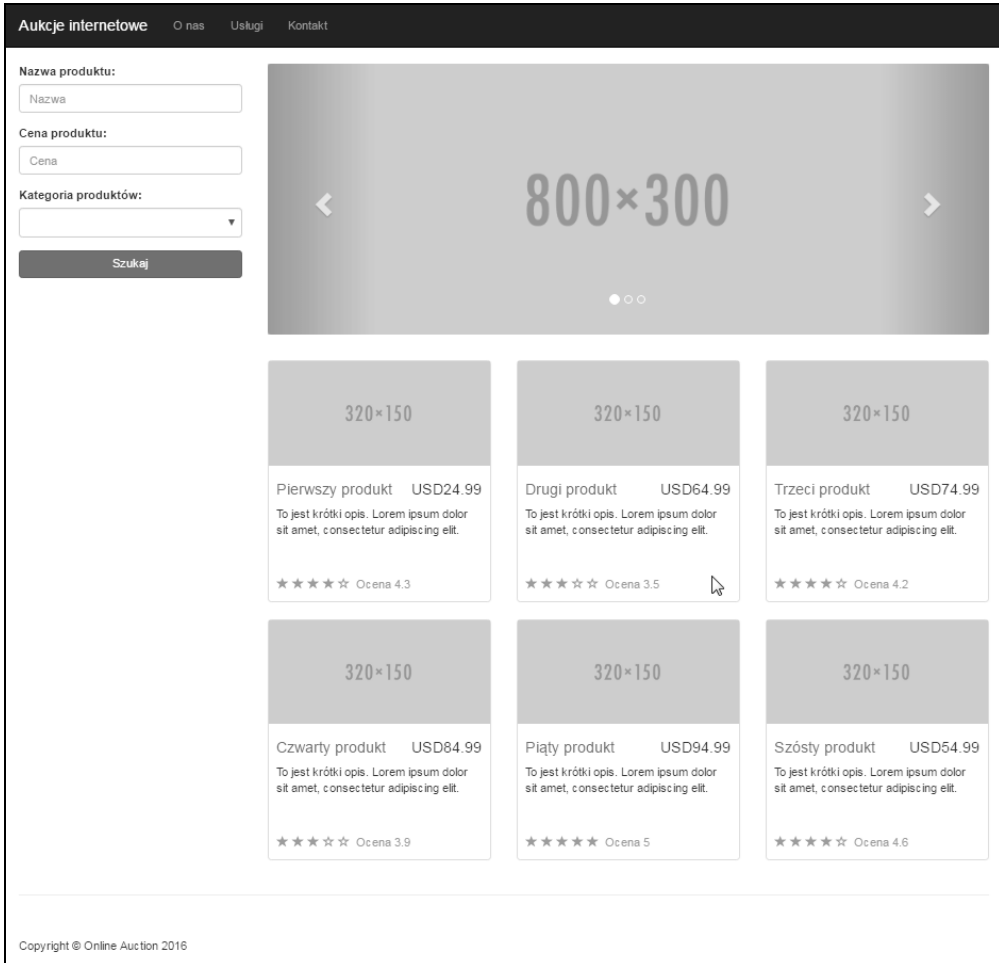 Aukcje internetowe O nas Usługi Kontakt
Nazwa produktu:
Nazwa
Cena produktu:
Cena
Kategoria produktów:
Szukaj
800×300
320×150 320×150 320×150
Pierwszy produkt USD24.99
To jest krótki opis. Lorem ipsum dolor
sit amet, consectetur adipiscing elit.
★ ★ ★ ★ ☆ Ocena 4.3
Drugi produkt USD64.99
To jest krótki opis. Lorem ipsum dolor
sit amet, consectetur adipiscing elit.
★ ★ ★ ☆ ☆ Ocena 3.5
Trzeci produkt USD74.99
To jest krótki opis. Lorem ipsum dolor
sit amet, consectetur adipiscing elit.
★ ★ ★ ★ ☆ Ocena 4.2
320×150 320×150 320×150
Czwarty produkt USD84.99
To jest krótki opis. Lorem ipsum dolor
sit amet, consectetur adipiscing elit.
★ ★ ★ ☆ ☆ Ocena 3.9
Piąty produkt USD94.99
To jest krótki opis. Lorem ipsum dolor
sit amet, consectetur adipiscing elit.
★ ★ ★ ★ ★ Ocena 5
Szósty produkt USD54.99
To jest krótki opis. Lorem ipsum dolor
sit amet, consectetur adipiscing elit.
★ ★ ★ ★ ☆ Ocena 4.6
Copyright © Online Auction 2016